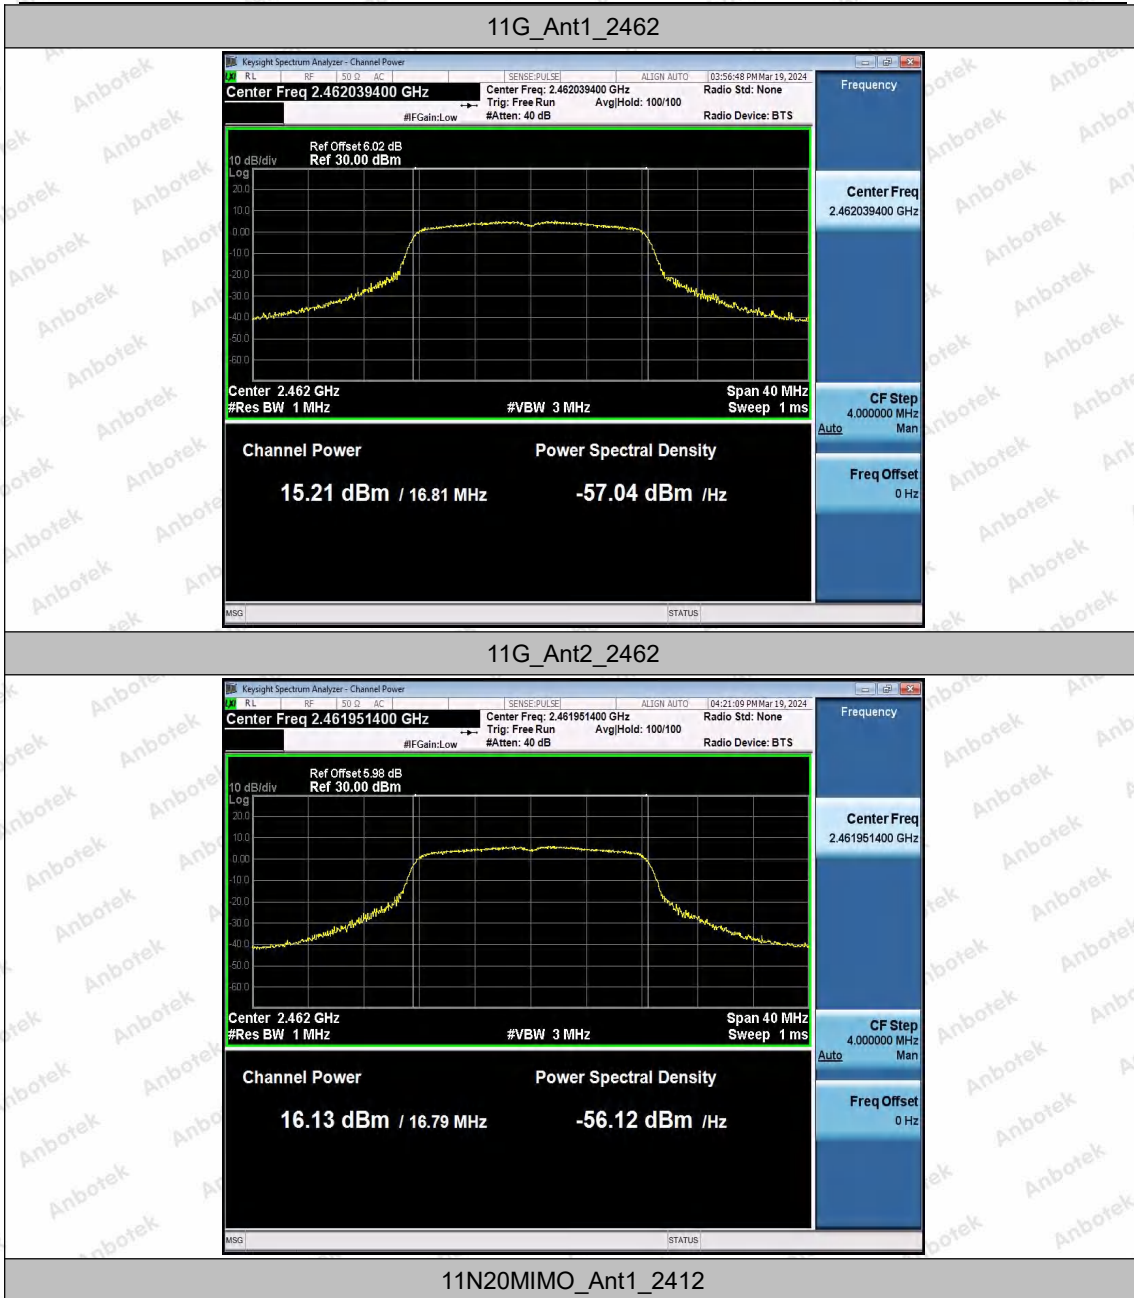 11G_Ant1_2462
Keysight Spectrum Analyzer - Channel Power
LXI RL RF 50 Ω AC SENSE:PULSE ALIGN AUTO 03:56:48 PM Mar 19, 2024
Center Freq 2.462039400 GHz
Center Freq: 2.462039400 GHz Radio Std: None
Trig: Free Run Avg|Hold: 100/100
#IFGain:Low #Atten: 40 dB Radio Device: BTS
Frequency
Ref Offset 6.02 dB
10 dB/div Ref 30.00 dBm
Log
20.0
10.0
0.00
-10.0
-20.0
-30.0
-40.0
-50.0
-60.0
Center Freq
2.462039400 GHz
Center 2.462 GHz Span 40 MHz
#Res BW 1 MHz #VBW 3 MHz Sweep 1 ms
CF Step
4.000000 MHz
Auto Man
Channel Power Power Spectral Density
15.21 dBm / 16.81 MHz -57.04 dBm /Hz
Freq Offset
0 Hz
MSG STATUS
11G_Ant2_2462
Keysight Spectrum Analyzer - Channel Power
LXI RL RF 50 Ω AC SENSE:PULSE ALIGN AUTO 04:21:09 PM Mar 19, 2024
Center Freq 2.461951400 GHz
Center Freq: 2.461951400 GHz Radio Std: None
Trig: Free Run Avg|Hold: 100/100
#IFGain:Low #Atten: 40 dB Radio Device: BTS
Frequency
Ref Offset 5.98 dB
10 dB/div Ref 30.00 dBm
Log
20.0
10.0
0.00
-10.0
-20.0
-30.0
-40.0
-50.0
-60.0
Center Freq
2.461951400 GHz
Center 2.462 GHz Span 40 MHz
#Res BW 1 MHz #VBW 3 MHz Sweep 1 ms
CF Step
4.000000 MHz
Auto Man
Channel Power Power Spectral Density
16.13 dBm / 16.79 MHz -56.12 dBm /Hz
Freq Offset
0 Hz
MSG STATUS
11N20MIMO_Ant1_2412
Anbotek